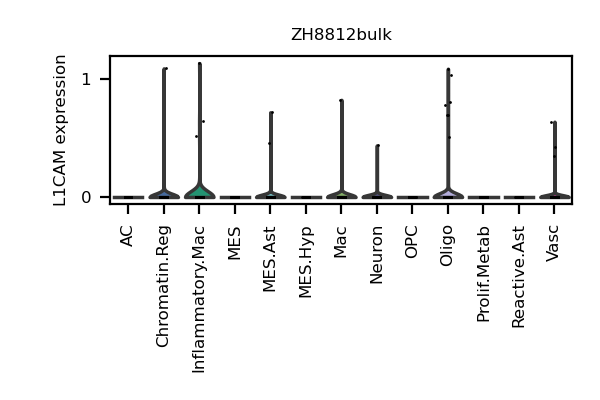 ZH8812bulk
L1CAM expression
1
0
AC
Chromatin.Reg
Inflammatory.Mac
MES
MES.Ast
MES.Hyp
Mac
Neuron
OPC
Oligo
Prolif.Metab
Reactive.Ast
Vasc